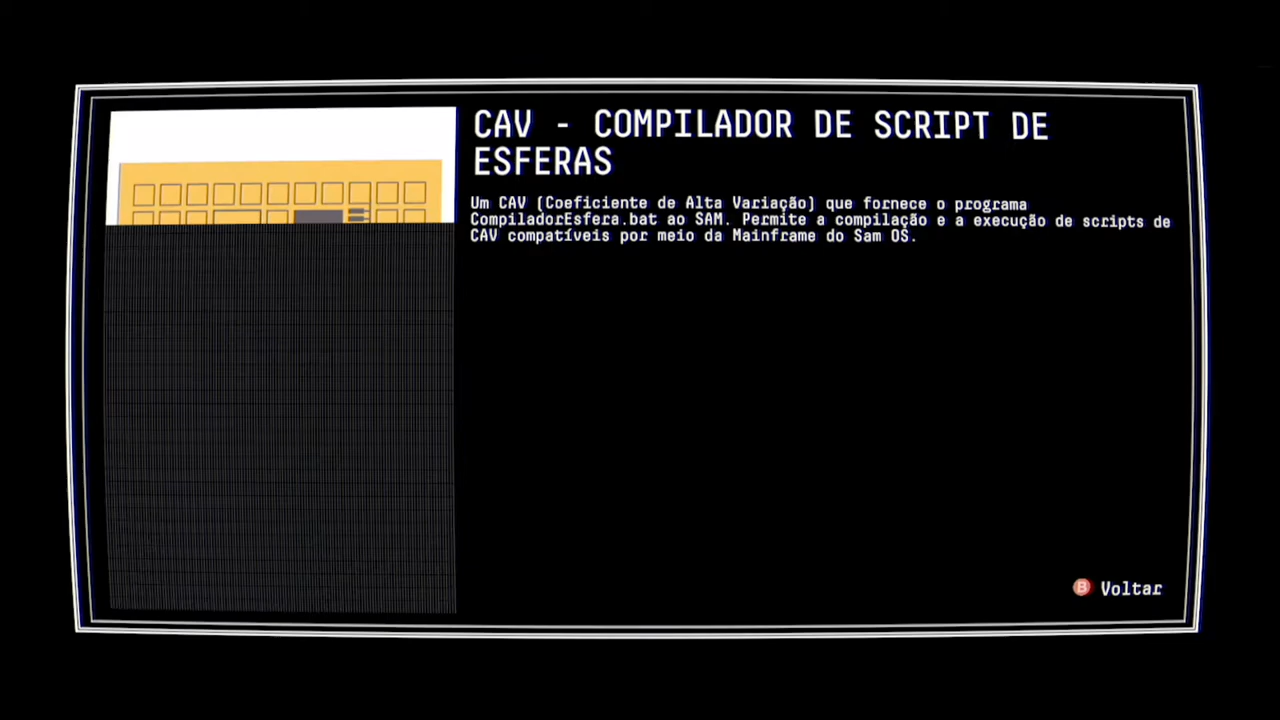 CAV - COMPILADOR DE SCRIPT DE
ESFERAS
Um CAV (Coeficiente de Alta Variação) que fornece o programa
CompiladorEsfera.bat ao SAM. Permite a compilação e a execução de scripts de
CAV compatíveis por meio da Mainframe do Sam OS.
B Voltar